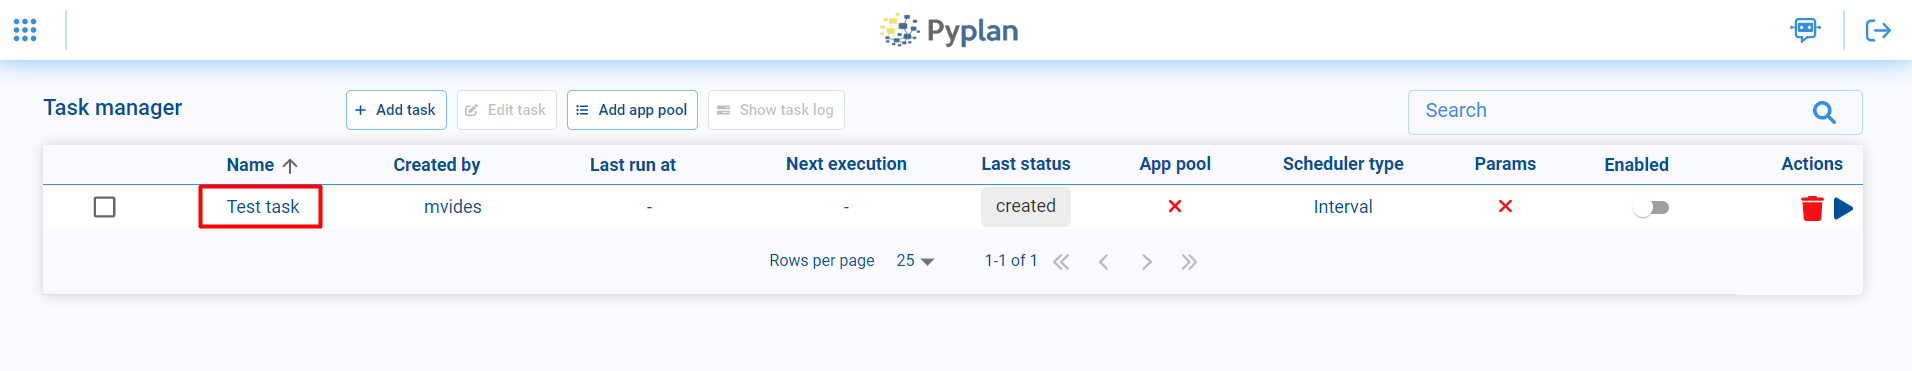 Pyplan
Task manager
Add task
Edit task
Add app pool
Show task log
Search
Name Created by Last run at Next execution Last status App pool Scheduler type Params Enabled Actions
Test task mvides - - created Interval
Rows per page 25 1-1 of 1